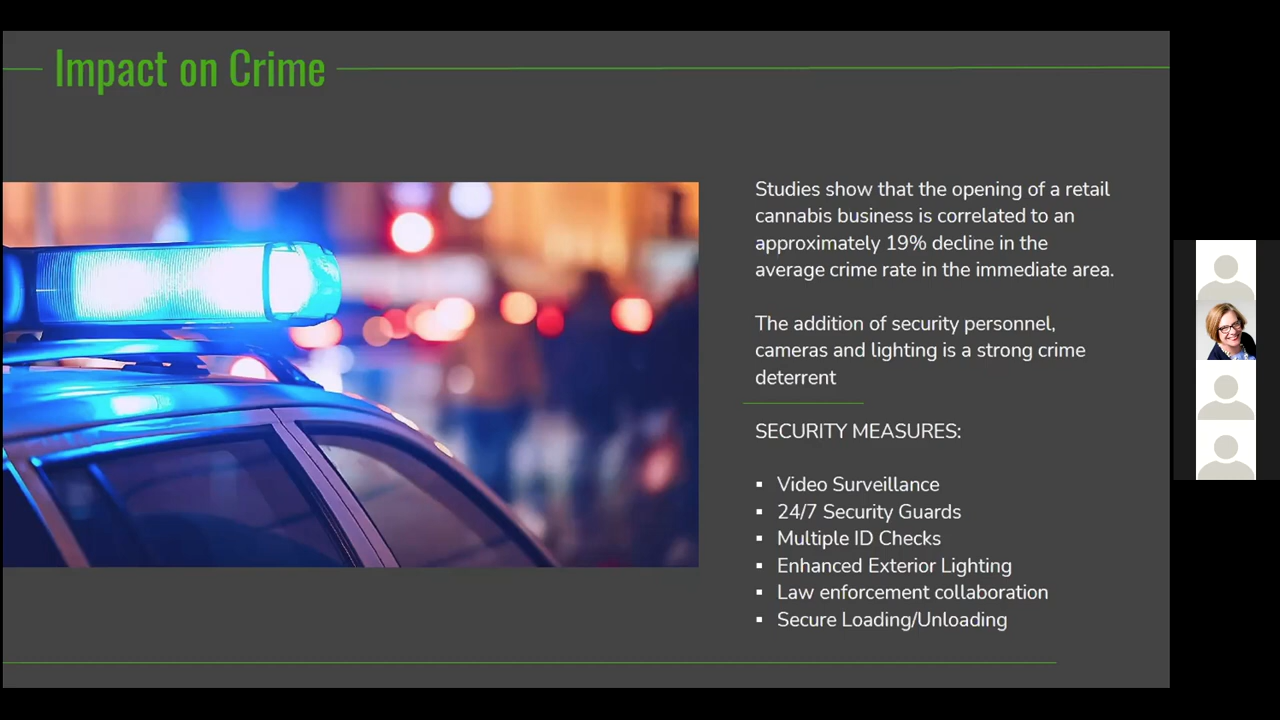 Impact on Crime
Studies show that the opening of a retail
cannabis business is correlated to an
approximately 19% decline in the
average crime rate in the immediate area.
The addition of security personnel,
cameras and lighting is a strong crime
deterrent
SECURITY MEASURES:
▪ Video Surveillance
▪ 24/7 Security Guards
▪ Multiple ID Checks
▪ Enhanced Exterior Lighting
▪ Law enforcement collaboration
▪ Secure Loading/Unloading